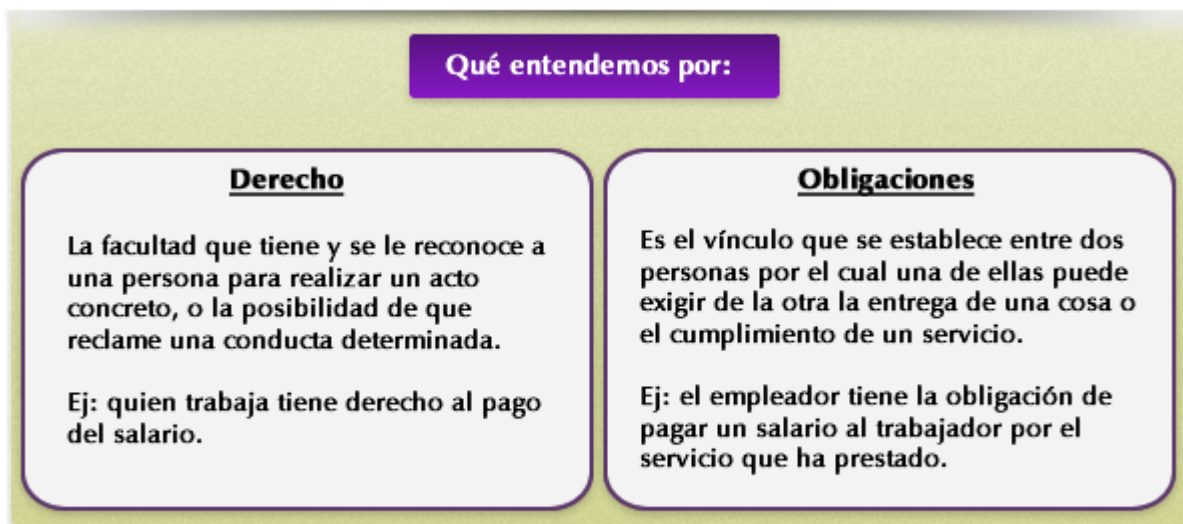 Qué entendemos por:
Derecho
La facultad que tiene y se le reconoce a
una persona para realizar un acto
concreto, o la posibilidad de que
reclame una conducta determinada.
Ej: quien trabaja tiene derecho al pago
del salario.
Obligaciones
Es el vínculo que se establece entre dos
personas por el cual una de ellas puede
exigir de la otra la entrega de una cosa o
el cumplimiento de un servicio.
Ej: el empleador tiene la obligación de
pagar un salario al trabajador por el
servicio que ha prestado.